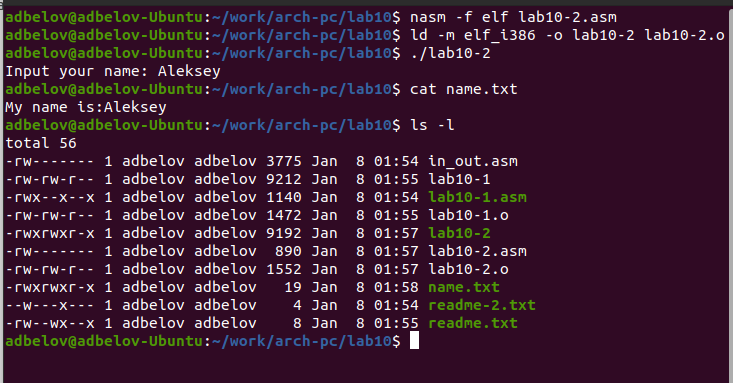 adbelov@adbelov-Ubuntu:~/work/arch-pc/lab10$ nasm -f elf lab10-2.asm
adbelov@adbelov-Ubuntu:~/work/arch-pc/lab10$ ld -m elf_i386 -o lab10-2 lab10-2.o
adbelov@adbelov-Ubuntu:~/work/arch-pc/lab10$ ./lab10-2
Input your name: Aleksey
adbelov@adbelov-Ubuntu:~/work/arch-pc/lab10$ cat name.txt
My name is:Aleksey
adbelov@adbelov-Ubuntu:~/work/arch-pc/lab10$ ls -l
total 56
-rw------- 1 adbelov adbelov 3775 Jan  8 01:54 in_out.asm
-rw-rw-r-- 1 adbelov adbelov 9212 Jan  8 01:55 lab10-1
-rwx--x--x 1 adbelov adbelov 1140 Jan  8 01:54 lab10-1.asm
-rw-rw-r-- 1 adbelov adbelov 1472 Jan  8 01:55 lab10-1.o
-rwxrwxr-x 1 adbelov adbelov 9192 Jan  8 01:57 lab10-2
-rw------- 1 adbelov adbelov  890 Jan  8 01:57 lab10-2.asm
-rw-rw-r-- 1 adbelov adbelov 1552 Jan  8 01:57 lab10-2.o
-rwxrwxr-x 1 adbelov adbelov   19 Jan  8 01:58 name.txt
--w----x-- 1 adbelov adbelov    4 Jan  8 01:54 readme-2.txt
-rw--wx--x 1 adbelov adbelov    8 Jan  8 01:55 readme.txt
adbelov@adbelov-Ubuntu:~/work/arch-pc/lab10$